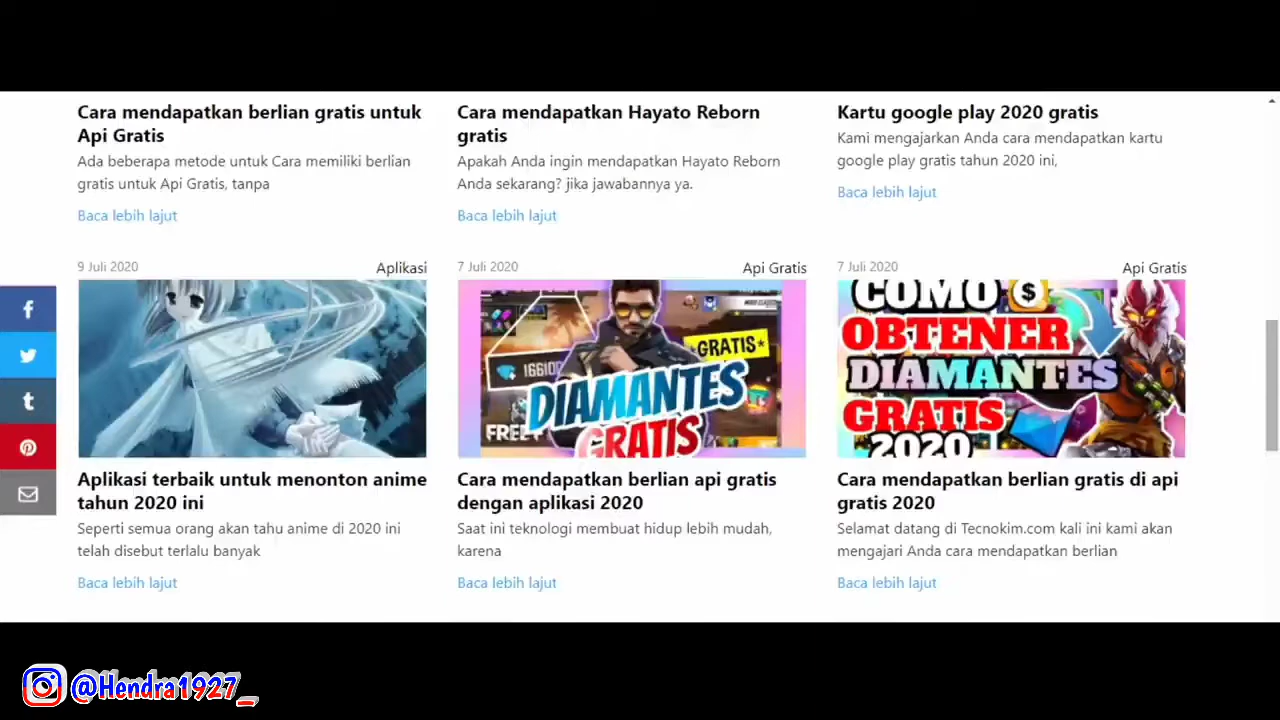 Cara mendapatkan berlian gratis untuk
Api Gratis
Ada beberapa metode untuk Cara memiliki berlian
gratis untuk Api Gratis, tanpa
Baca lebih lajut
Cara mendapatkan Hayato Reborn
gratis
Apakah Anda ingin mendapatkan Hayato Reborn
Anda sekarang? jika jawabannya ya.
Baca lebih lajut
Kartu google play 2020 gratis
Kami mengajarkan Anda cara mendapatkan kartu
google play gratis tahun 2020 ini,
Baca lebih lajut
9 Juli 2020
Aplikasi
Aplikasi terbaik untuk menonton anime
tahun 2020 ini
Seperti semua orang akan tahu anime di 2020 ini
telah disebut terlalu banyak
Baca lebih lajut
7 Juli 2020
Api Gratis
GRATIS*
DIAMANTES
FREE
GRATIS
Cara mendapatkan berlian api gratis
dengan aplikasi 2020
Saat ini teknologi membuat hidup lebih mudah,
karena
Baca lebih lajut
7 Juli 2020
Api Gratis
COMO $
OBTENER
DIAMANTES
GRATIS
2020
Cara mendapatkan berlian gratis di api
gratis 2020
Selamat datang di Tecnokim.com kali ini kami akan
mengajari Anda cara mendapatkan berlian
Baca lebih lajut
@Hendra1927_